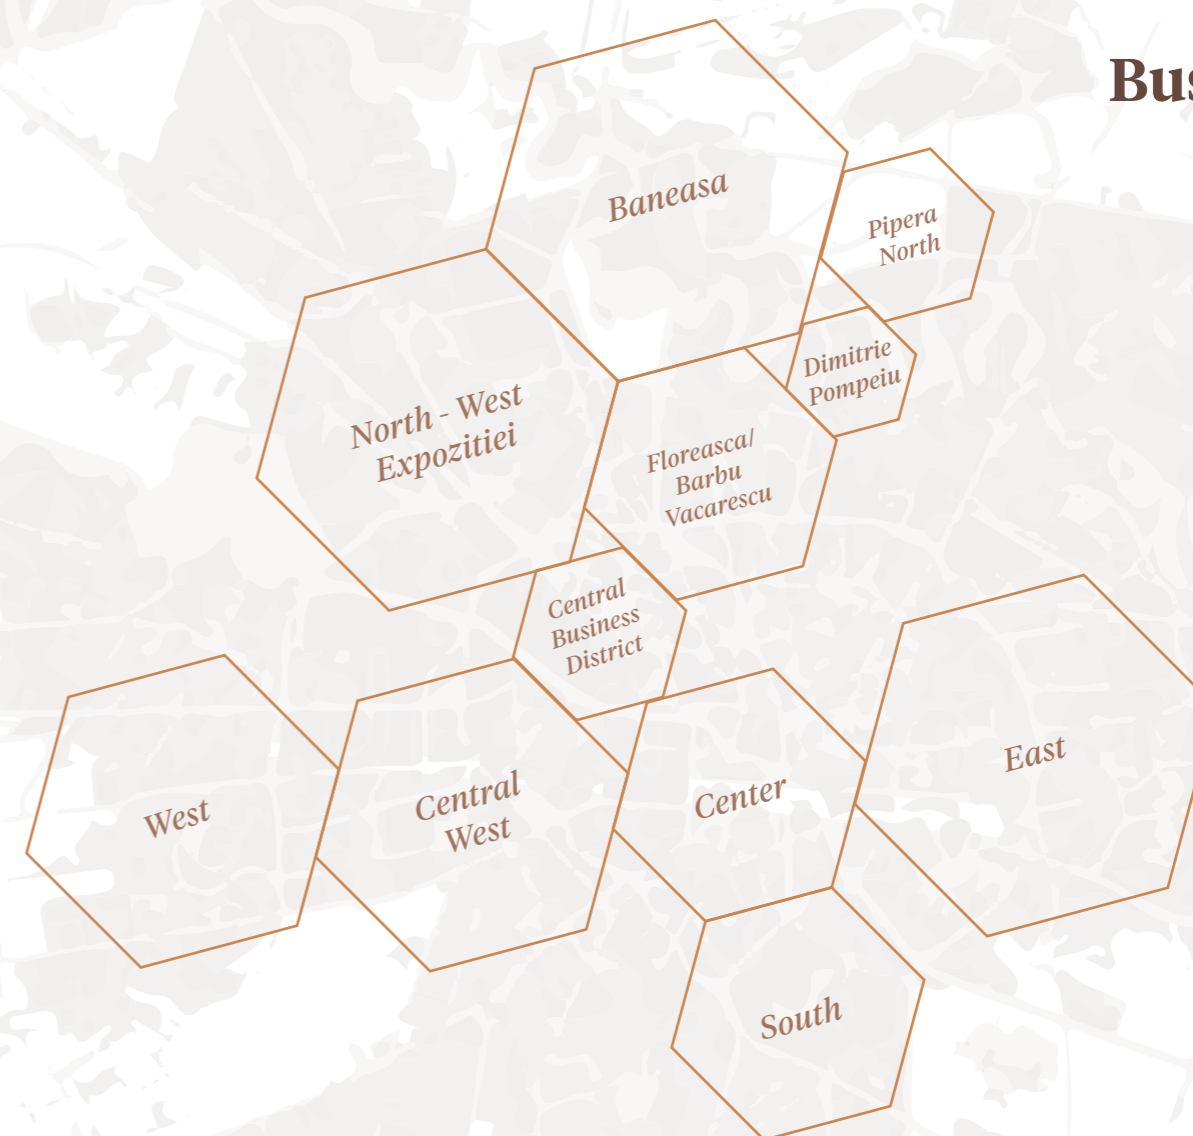 Bus
Baneasa
Pipera
North
Dimitrie
Pompeiu
North - West
Expozitiei
Floreasca/
Barbu
Vacarescu
Central
Business
District
East
West
Central
West
Center
South